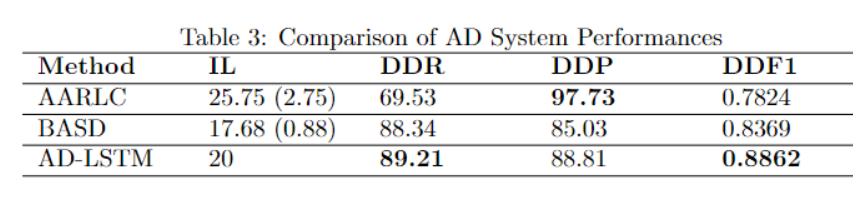 Table 3: Comparison of AD System Performances
Method IL DDR DDP DDF1
AARLC 25.75 (2.75) 69.53 97.73 0.7824
BASD 17.68 (0.88) 88.34 85.03 0.8369
AD-LSTM 20 89.21 88.81 0.8862